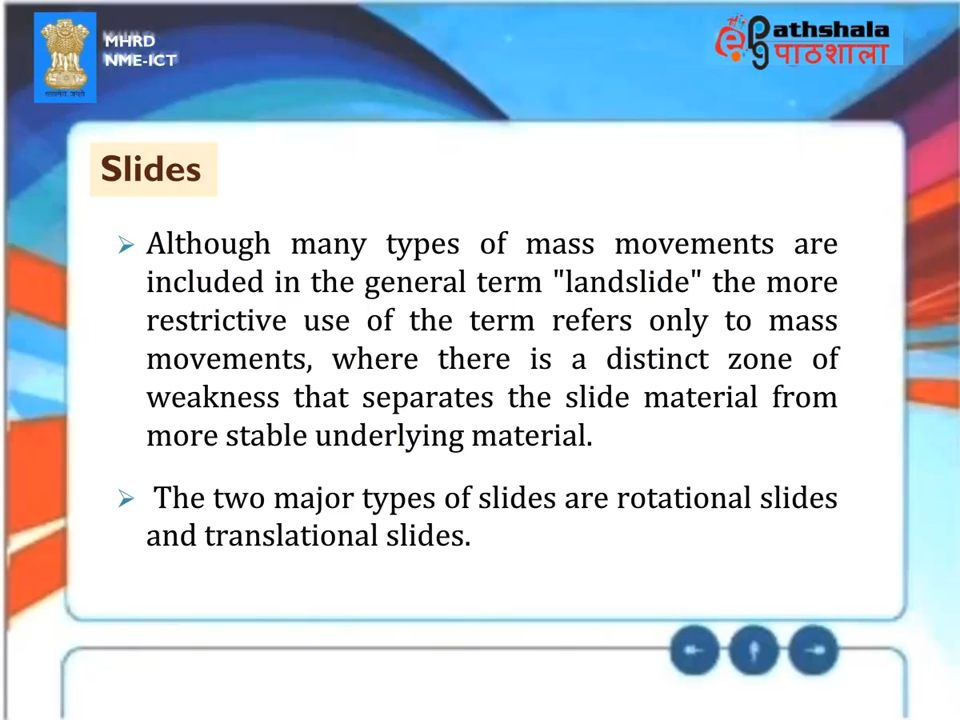 MHRD
NME-ICT
epg athshala
पाठशाला
Slides
Although many types of mass movements are
included in the general term "landslide" the more
restrictive use of the term refers only to mass
movements, where there is a distinct zone of
weakness that separates the slide material from
more stable underlying material.
The two major types of slides are rotational slides
and translational slides.